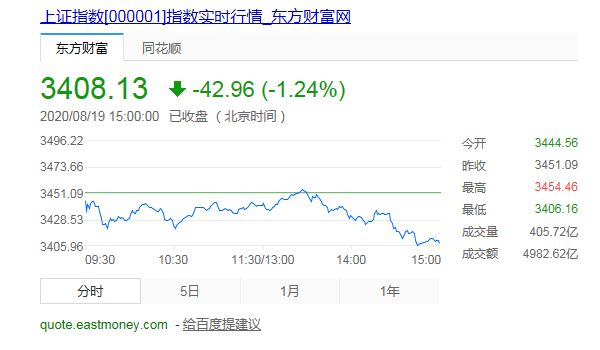 上证指数[000001]指数实时行情_东方财富网
东方财富 同花顺
3408.13 -42.96 (-1.24%)
2020/08/19 15:00:00 已收盘 ( 北京时间 )
3496.22
3473.66
3451.09
3428.53
3405.96
09:30 10:30 11:30/13:00 14:00 15:00
今开 3444.56
昨收 3451.09
最高 3454.46
最低 3406.16
成交量 405.72亿
成交额 4982.62亿
分时 5日 1月 1年
quote.eastmoney.com - 给百度提建议